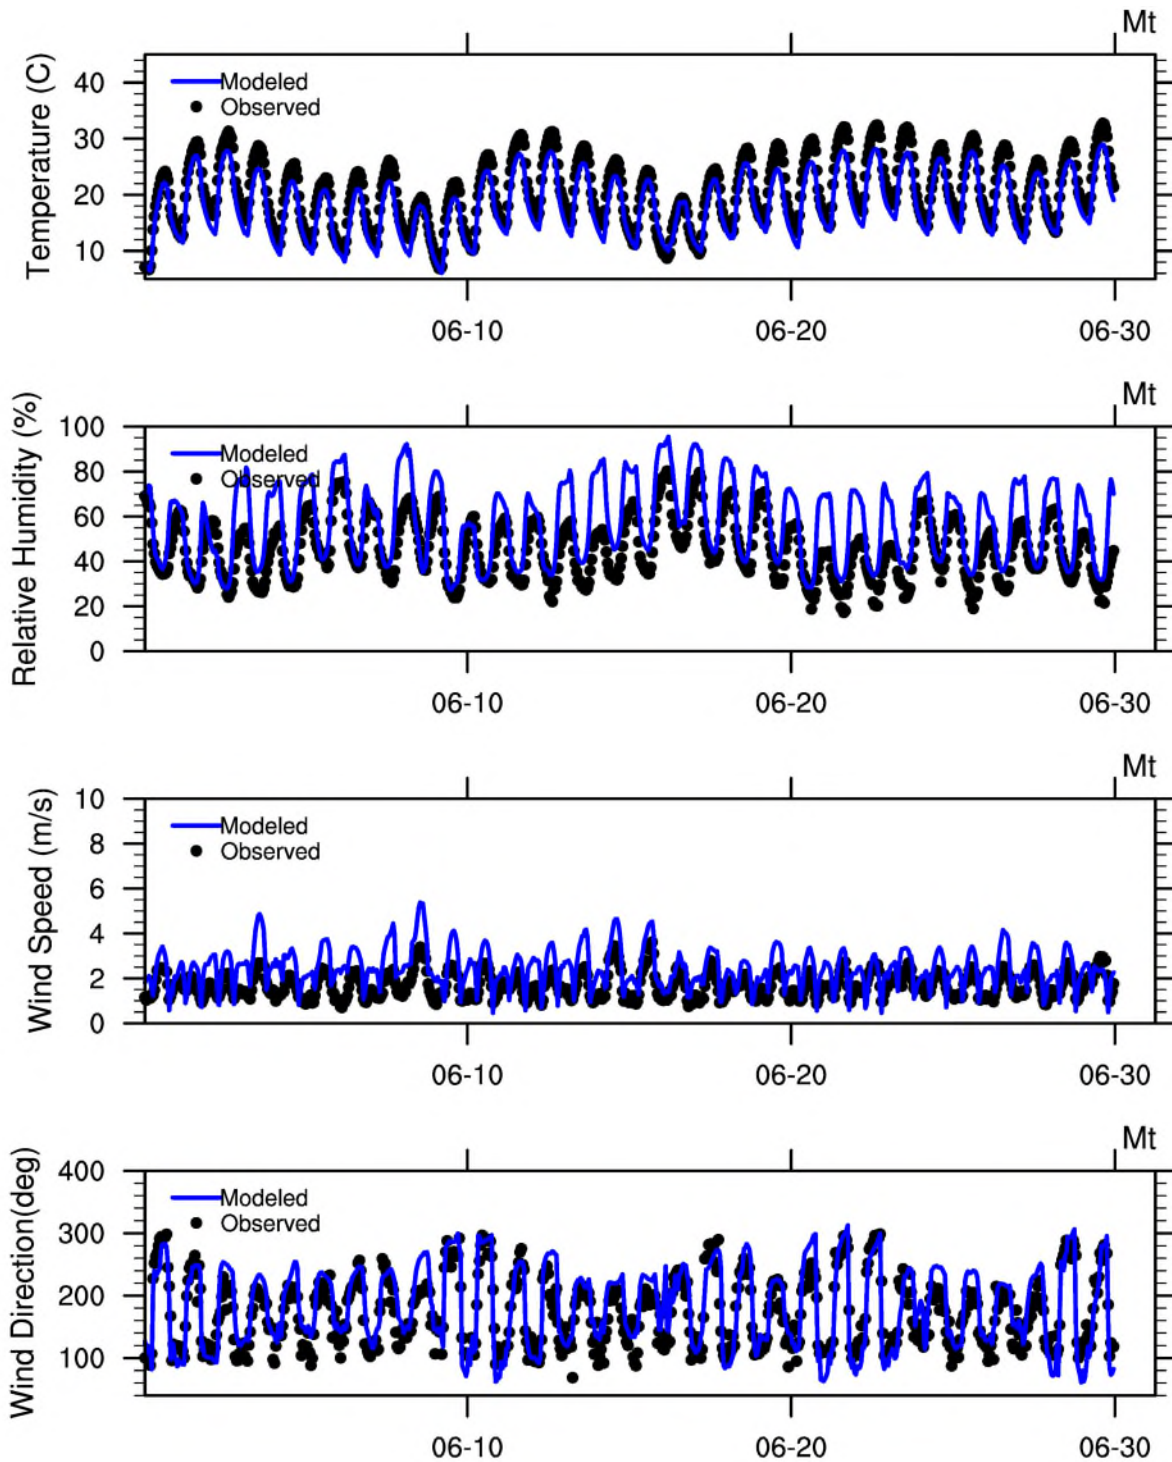 Mt
Temperature (C)
40
30
20
10
Modeled
Observed
06-10 06-20 06-30
Mt
Relative Humidity (%)
100
80
60
40
20
0
Modeled
Observed
06-10 06-20 06-30
Mt
Wind Speed (m/s)
10
8
6
4
2
0
Modeled
Observed
06-10 06-20 06-30
Mt
Wind Direction(deg)
400
300
200
100
Modeled
Observed
06-10 06-20 06-30